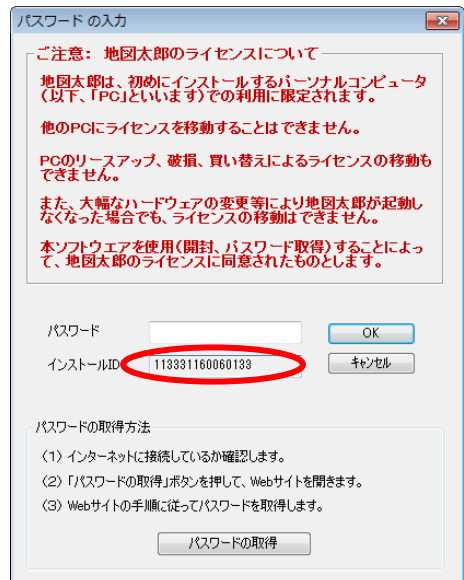 パスワード の入力
ご注意： 地図太郎のライセンスについて
地図太郎は、初めにインストールするパーソナルコンピュータ
（以下、「PC」といいます）での利用に限定されます。
他のPCにライセンスを移動することはできません。
PCのリースアップ、破損、買い替えによるライセンスの移動も
できません。
また、大幅なハードウェアの変更等により地図太郎が起動し
なくなった場合でも、ライセンスの移動はできません。
本ソフトウエアを使用（開封、パスワード取得）することによっ
て、地図太郎のライセンスに同意されたものとします。
パスワード
OK
インストールID
113331160060133
キャンセル
パスワードの取得方法
(1) インターネットに接続しているか確認します。
(2) 「パスワードの取得」ボタンを押して、Webサイトを開きます。
(3) Webサイトの手順に従ってパスワードを取得します。
パスワードの取得